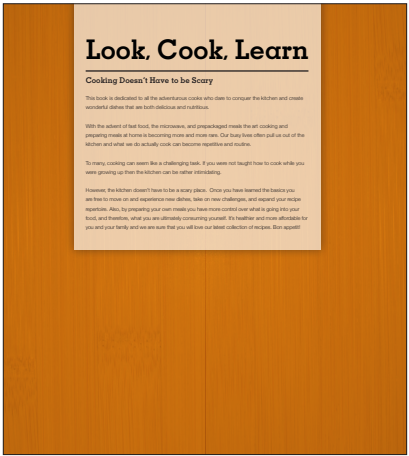 Look, Cook, Learn
Cooking Doesn't Have to be Scary
This book is dedicated to all the adventurous cooks who dare to conquer the kitchen and create
wonderful dishes that are both delicious and nutritious.
With the advent of fast food, the microwave, and prepackaged meals the art cooking and
preparing meals at home is becoming more and more rare. Our busy lives often pull us out of the
kitchen and what we do actually cook can become repetitive and routine.
To many, cooking can seem like a challenging task. If you were not taught how to cook while you
were growing up then the kitchen can be rather intimidating.
However, the kitchen doesn't have to be a scary place. Once you have learned the basics you
are free to move on and experience new dishes, take on new challenges, and expand your recipe
repertoire. Also, by preparing your own meals you have more control over what is going into your
food, and therefore, what you are ultimately consuming yourself. It's healthier and more affordable for
you and your family and we are sure that you will love our latest collection of recipes. Bon appetit!